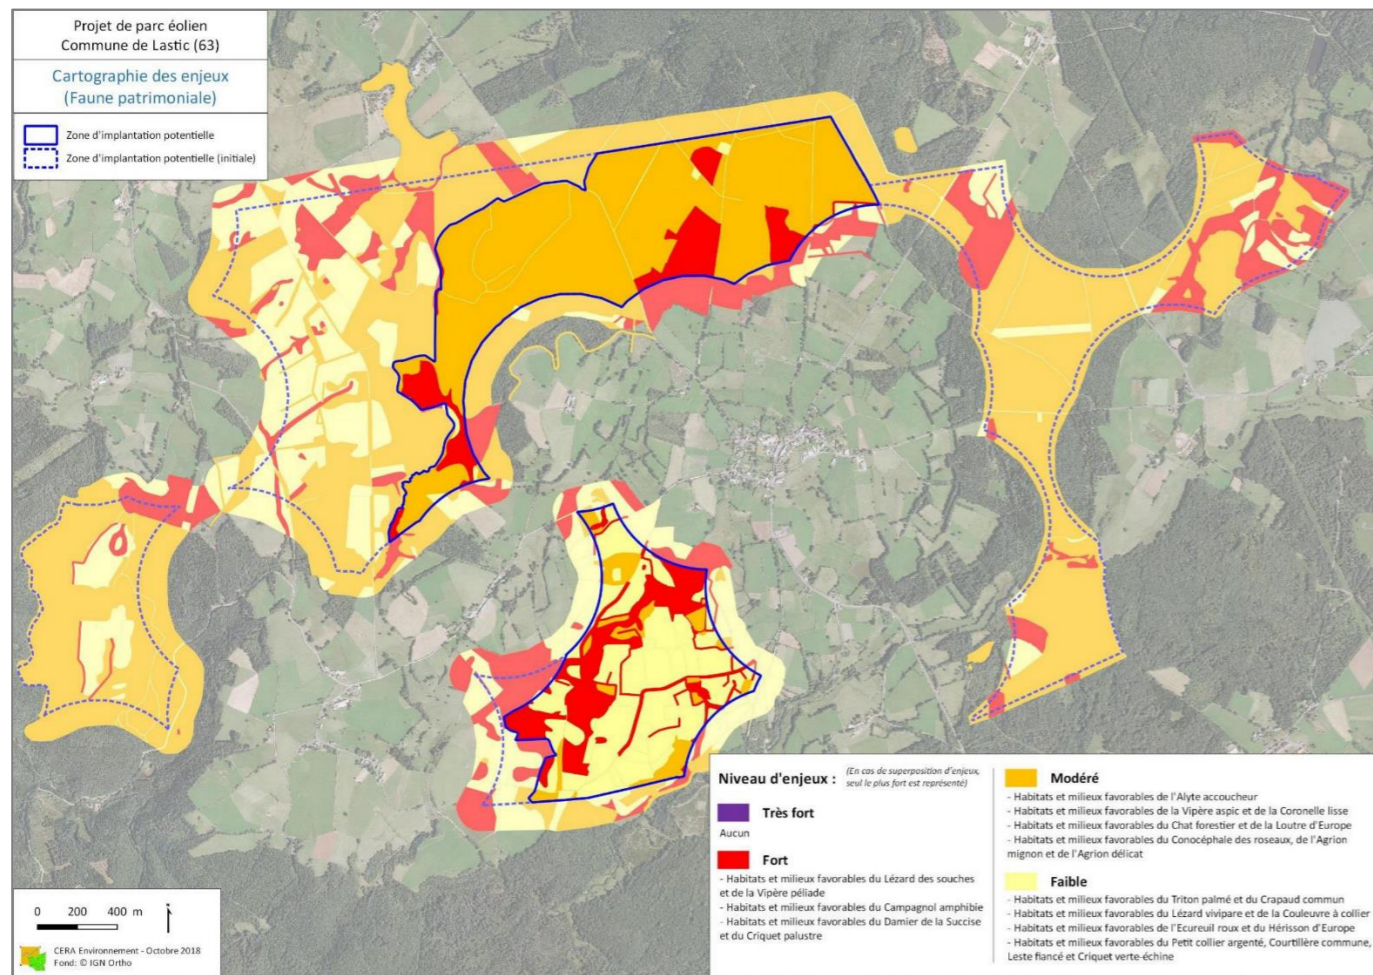 Projet de parc éolien
Commune de Lastic (63)
Cartographie des enjeux
(Faune patrimoniale)
Zone d'implantation potentielle
Zone d'implantation potentielle (initiale)
Niveau d'enjeux :
(En cas de superposition d'enjeux,
seul le plus fort est représenté)
Très fort
Aucun
Fort
- Habitats et milieux favorables du Lézard des souches
et de la Vipère péliade
- Habitats et milieux favorables du Campagnol amphibie
- Habitats et milieux favorables du Damier de la Succise
et du Criquet palustre
Modéré
- Habitats et milieux favorables de l'Alyte accoucheur
- Habitats et milieux favorables de la Vipère aspic et de la Coronelle lisse
- Habitats et milieux favorables du Chat forestier et de la Loutre d'Europe
- Habitats et milieux favorables du Conocéphale des roseaux, de l'Agrion
mignon et de l'Agrion délicat
Faible
- Habitats et milieux favorables du Triton palmé et du Crapaud commun
- Habitats et milieux favorables du Lézard vivipare et de la Couleuvre à collier
- Habitats et milieux favorables de l'Ecureuil roux et du Hérisson d'Europe
- Habitats et milieux favorables du Petit collier argenté, Courtillère commune,
Leste fiancé et Criquet verte-échine
0 200 400 m
N
CERA Environnement - Octobre 2018
Fond: © IGN Ortho